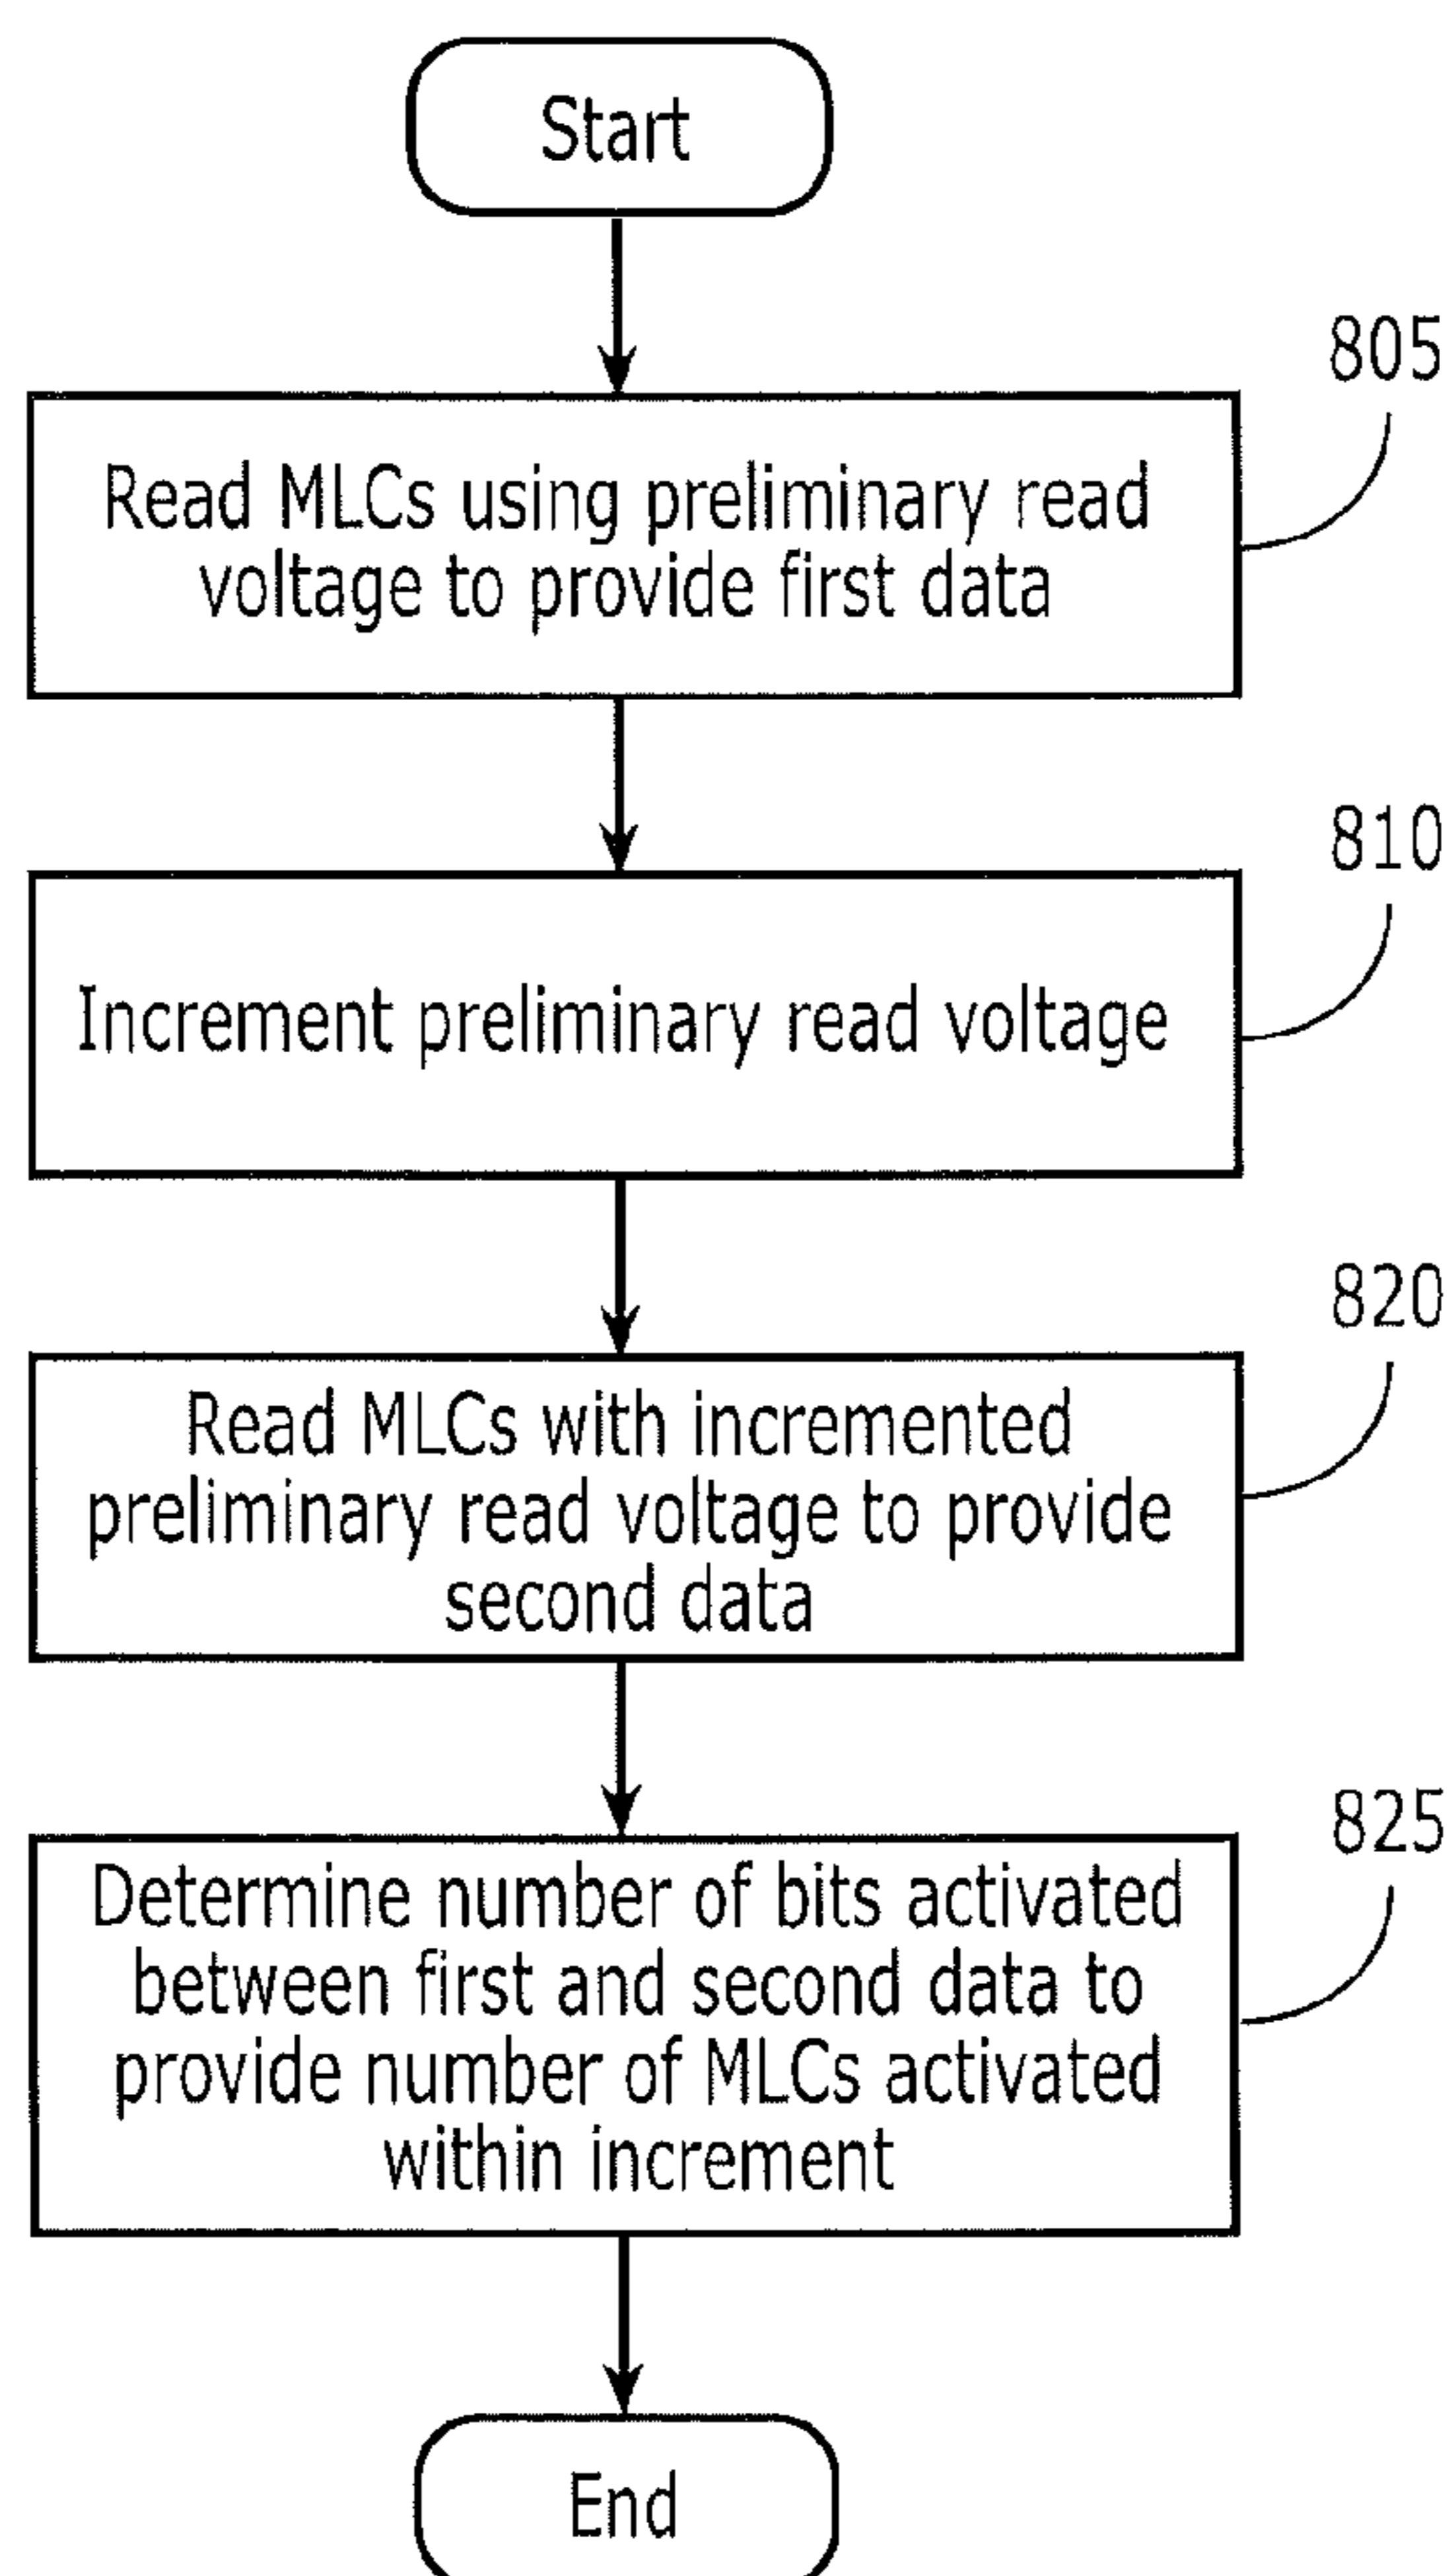 Start
805
Read MLCs using preliminary read
voltage to provide first data
810
Increment preliminary read voltage
820
Read MLCs with incremented
preliminary read voltage to provide
second data
825
Determine number of bits activated
between first and second data to
provide number of MLCs activated
within increment
End